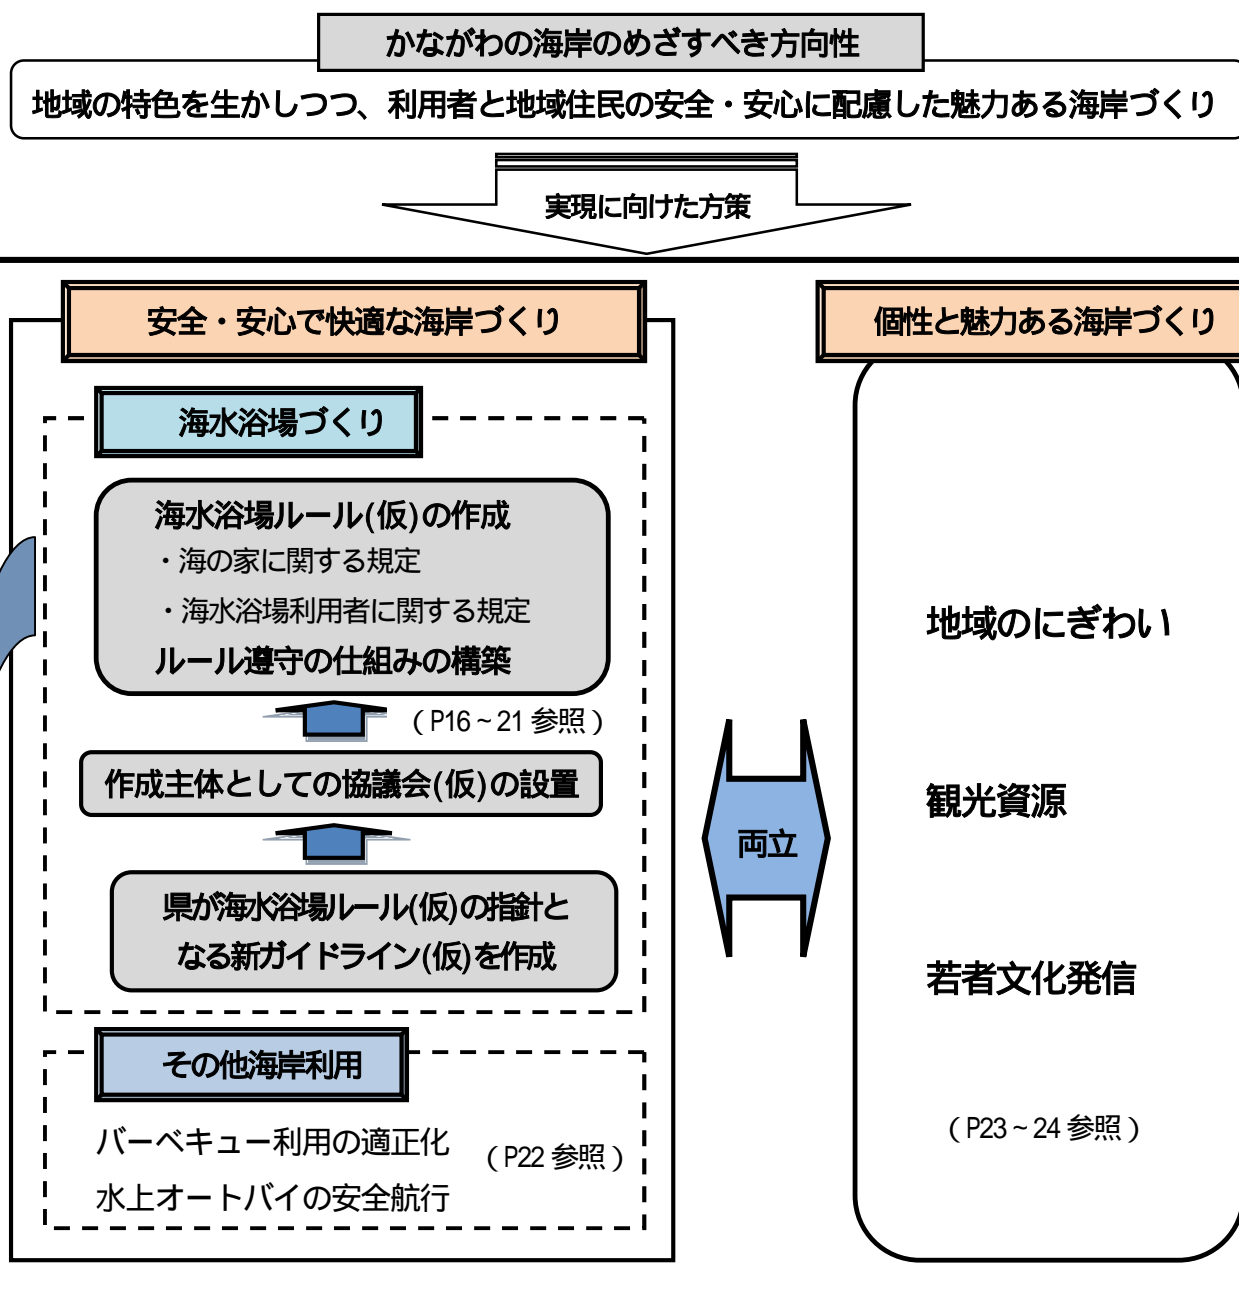 かながわの海岸のめざすべき方向性
地域の特色を生かしつつ、利用者と地域住民の安全・安心に配慮した魅力ある海岸づくり
実現に向けた方策
安全・安心で快適な海岸づくり
海水浴場づくり
海水浴場ルール(仮)の作成
・海の家に関する規定
・海水浴場利用者に関する規定
ルール遵守の仕組みの構築
（P16～21 参照）
作成主体としての協議会(仮)の設置
県が海水浴場ルール(仮)の指針と
なる新ガイドライン(仮)を作成
その他海岸利用
バーベキュー利用の適正化
（P22 参照）
水上オートバイの安全航行
両立
個性と魅力ある海岸づくり
地域のにぎわい
観光資源
若者文化発信
（P23～24 参照）